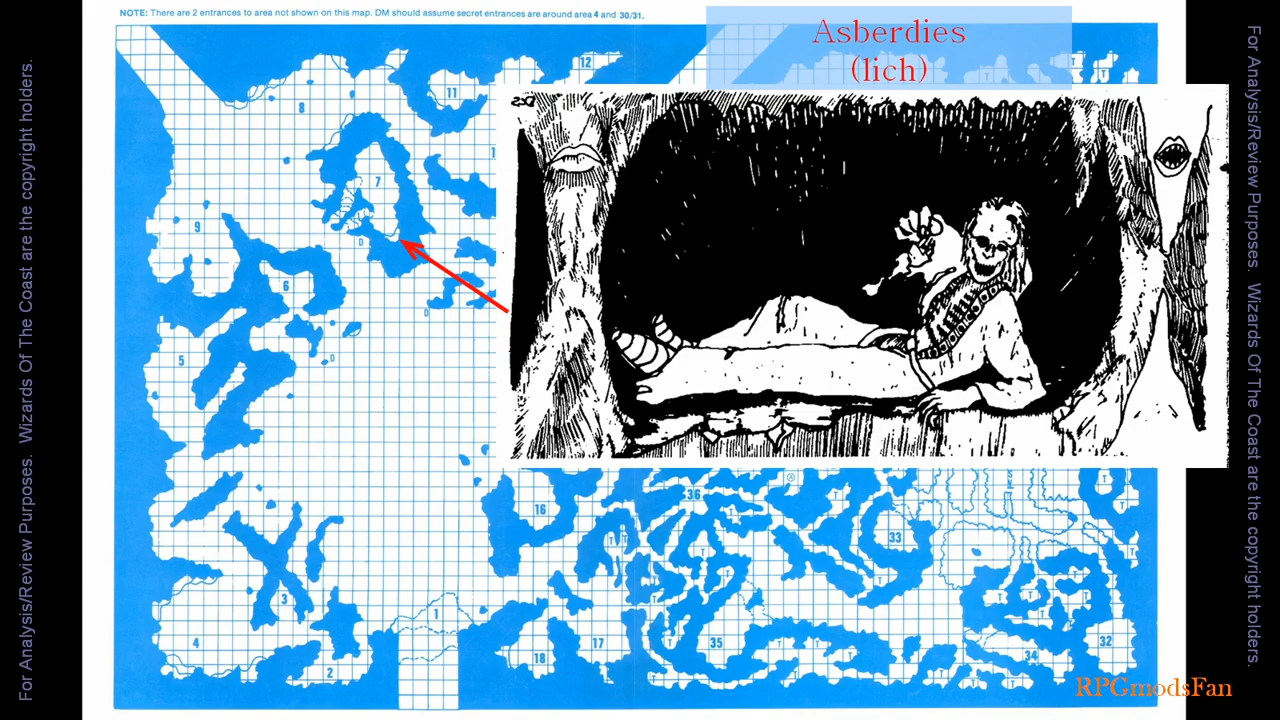 NOTE: There are 2 entrances to area not shown on this map. DM should assume secret entrances are around area 4 and 30/31.
Asberdies
(lich)
For Analysis/Review Purposes. Wizards Of The Coast are the copyright holders.
For Analysis/Review Purposes. Wizards Of The Coast are the copyright holders.
12
11
8
7
9
D
6
D
5
D
36
16
33
3
1
4
17
35
32
18
34
2
RPGmodsFan